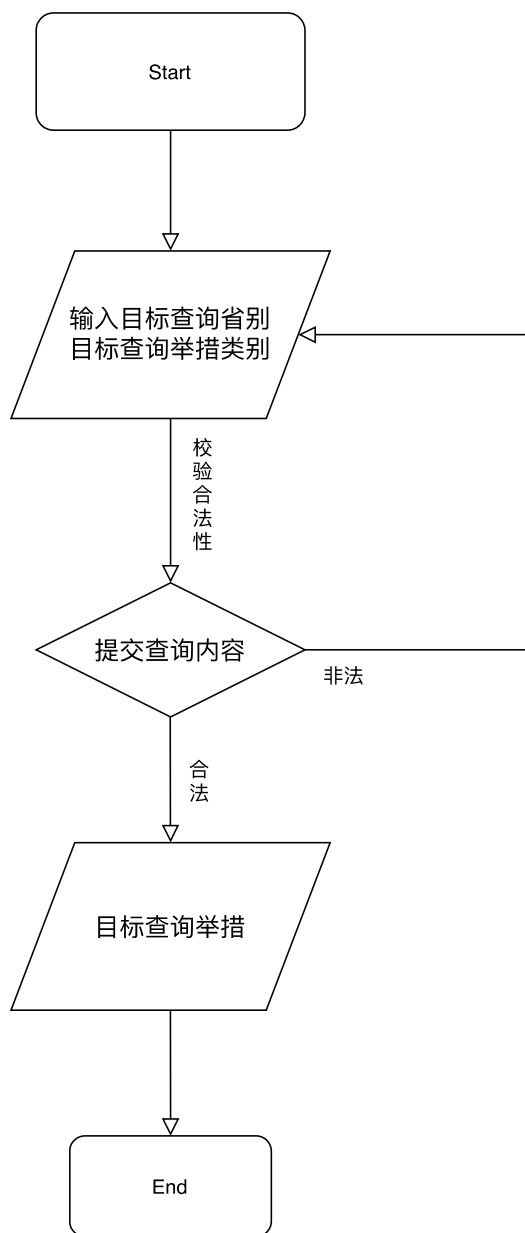 Start
输入目标查询省别
目标查询举措类别
校
验
合
法
性
提交查询内容
非法
合
法
目标查询举措
End